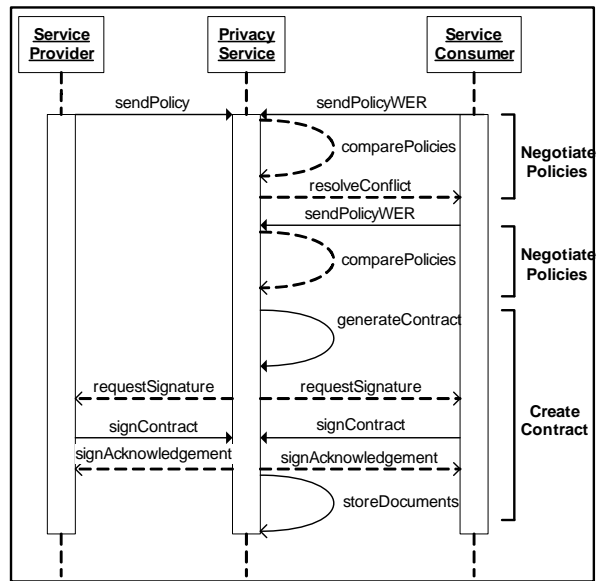 Service Provider
Privacy Service
Service Consumer
sendPolicy
sendPolicyWER
comparePolicies
Negotiate Policies
resolveConflict
sendPolicyWER
comparePolicies
Negotiate Policies
generateContract
requestSignature
requestSignature
Create Contract
signContract
signContract
signAcknowledgement
signAcknowledgement
storeDocuments